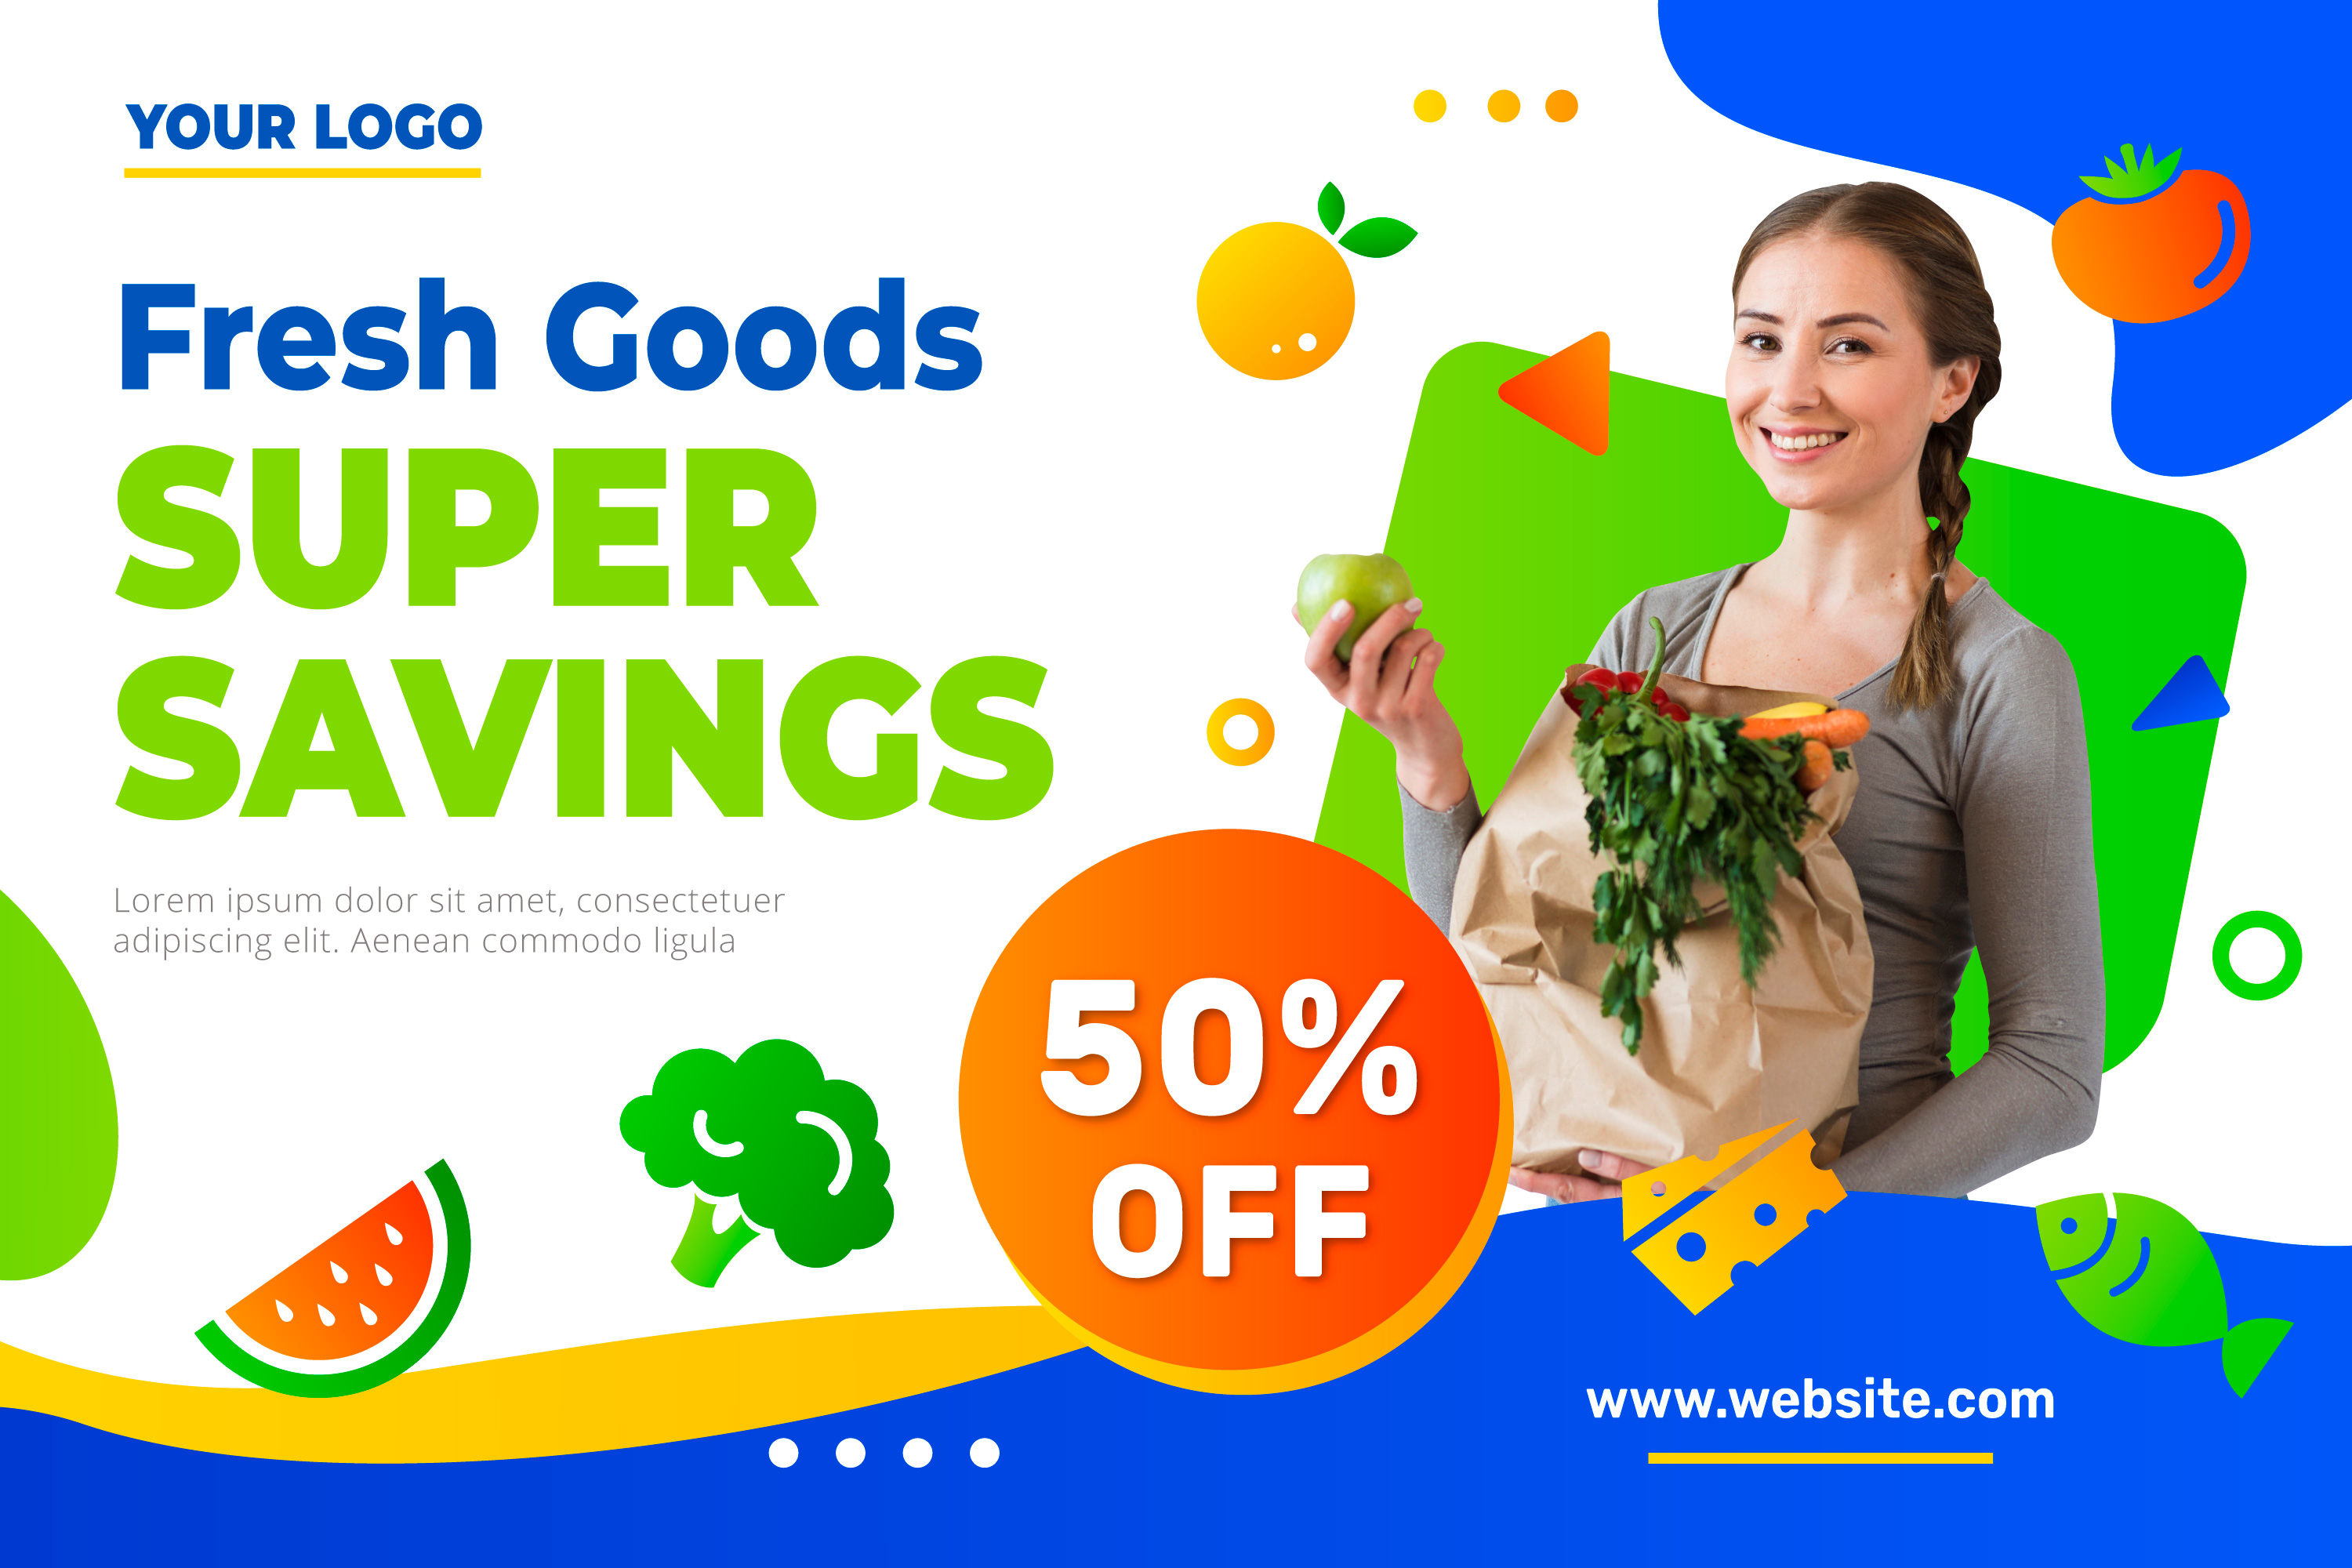 YOUR LOGO
Fresh Goods
SUPER
SAVINGS
Lorem ipsum dolor sit amet, consectetuer
adipiscing elit. Aenean commodo ligula
50%
OFF
www.website.com